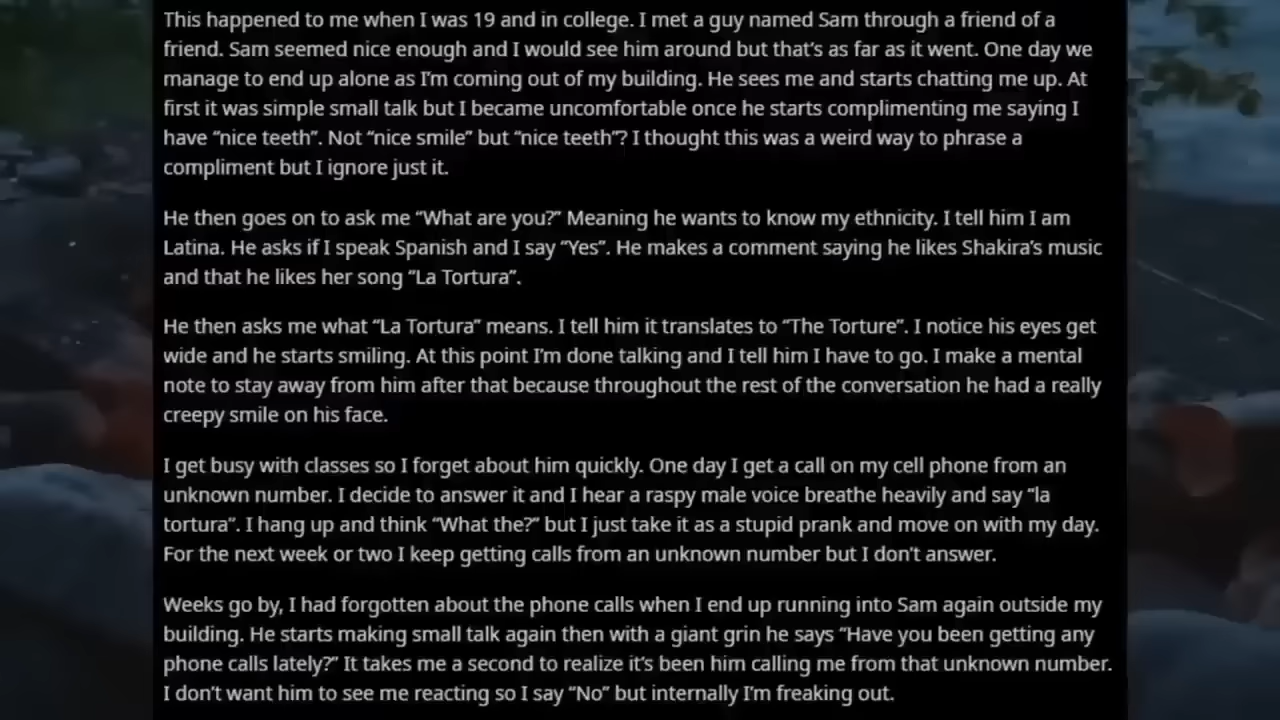 This happened to me when I was 19 and in college. I met a guy named Sam through a friend of a
friend. Sam seemed nice enough and I would see him around but that's as far as it went. One day we
manage to end up alone as I'm coming out of my building. He sees me and starts chatting me up. At
first it was simple small talk but I became uncomfortable once he starts complimenting me saying I
have “nice teeth”. Not “nice smile” but “nice teeth”? I thought this was a weird way to phrase a
compliment but I ignore just it.
He then goes on to ask me “What are you?” Meaning he wants to know my ethnicity. I tell him I am
Latina. He asks if I speak Spanish and I say “Yes”. He makes a comment saying he likes Shakira’s music
and that he likes her song “La Tortura”.
He then asks me what “La Tortura” means. I tell him it translates to “The Torture”. I notice his eyes get
wide and he starts smiling. At this point I’m done talking and I tell him I have to go. I make a mental
note to stay away from him after that because throughout the rest of the conversation he had a really
creepy smile on his face.
I get busy with classes so I forget about him quickly. One day I get a call on my cell phone from an
unknown number. I decide to answer it and I hear a raspy male voice breathe heavily and say “la
tortura”. I hang up and think “What the?” but I just take it as a stupid prank and move on with my day.
For the next week or two I keep getting calls from an unknown number but I don’t answer.
Weeks go by, I had forgotten about the phone calls when I end up running into Sam again outside my
building. He starts making small talk again then with a giant grin he says “Have you been getting any
phone calls lately?” It takes me a second to realize it’s been him calling me from that unknown number.
I don’t want him to see me reacting so I say “No” but internally I’m freaking out.